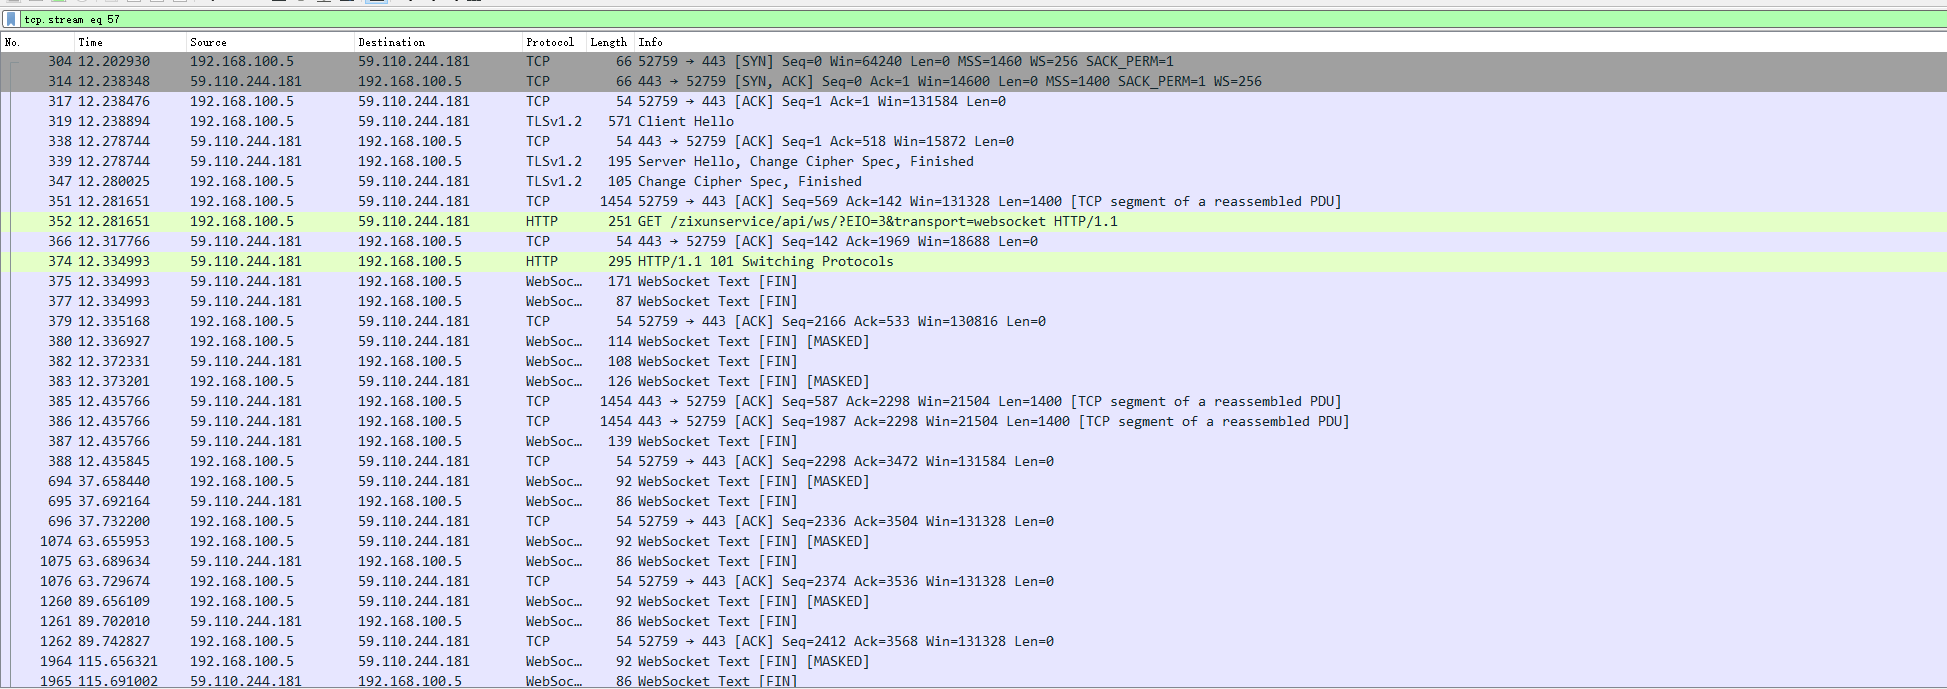 tcp.stream eq 57
No. Time Source Destination Protocol Length Info
304 12.202930 192.168.100.5 59.110.244.181 TCP 66 52759 → 443 [SYN] Seq=0 Win=64240 Len=0 MSS=1460 WS=256 SACK_PERM=1
314 12.238348 59.110.244.181 192.168.100.5 TCP 66 443 → 52759 [SYN, ACK] Seq=0 Ack=1 Win=14600 Len=0 MSS=1400 SACK_PERM=1 WS=256
317 12.238476 192.168.100.5 59.110.244.181 TCP 54 52759 → 443 [ACK] Seq=1 Ack=1 Win=131584 Len=0
319 12.238894 192.168.100.5 59.110.244.181 TLSv1.2 571 Client Hello
338 12.278744 59.110.244.181 192.168.100.5 TCP 54 443 → 52759 [ACK] Seq=1 Ack=518 Win=15872 Len=0
339 12.278744 59.110.244.181 192.168.100.5 TLSv1.2 195 Server Hello, Change Cipher Spec, Finished
347 12.280025 192.168.100.5 59.110.244.181 TLSv1.2 105 Change Cipher Spec, Finished
351 12.281651 192.168.100.5 59.110.244.181 TCP 1454 52759 → 443 [ACK] Seq=569 Ack=142 Win=131328 Len=1400 [TCP segment of a reassembled PDU]
352 12.281651 192.168.100.5 59.110.244.181 HTTP 251 GET /zixunservice/api/ws/?EIO=3&transport=websocket HTTP/1.1
366 12.317766 59.110.244.181 192.168.100.5 TCP 54 443 → 52759 [ACK] Seq=142 Ack=1969 Win=18688 Len=0
374 12.334993 59.110.244.181 192.168.100.5 HTTP 295 HTTP/1.1 101 Switching Protocols
375 12.334993 59.110.244.181 192.168.100.5 WebSoc… 171 WebSocket Text [FIN]
377 12.334993 59.110.244.181 192.168.100.5 WebSoc… 87 WebSocket Text [FIN]
379 12.335168 192.168.100.5 59.110.244.181 TCP 54 52759 → 443 [ACK] Seq=2166 Ack=533 Win=130816 Len=0
380 12.336927 192.168.100.5 59.110.244.181 WebSoc… 114 WebSocket Text [FIN] [MASKED]
382 12.372331 59.110.244.181 192.168.100.5 WebSoc… 108 WebSocket Text [FIN]
383 12.373201 192.168.100.5 59.110.244.181 WebSoc… 126 WebSocket Text [FIN] [MASKED]
385 12.435766 59.110.244.181 192.168.100.5 TCP 1454 443 → 52759 [ACK] Seq=587 Ack=2298 Win=21504 Len=1400 [TCP segment of a reassembled PDU]
386 12.435766 59.110.244.181 192.168.100.5 TCP 1454 443 → 52759 [ACK] Seq=1987 Ack=2298 Win=21504 Len=1400 [TCP segment of a reassembled PDU]
387 12.435766 59.110.244.181 192.168.100.5 WebSoc… 139 WebSocket Text [FIN]
388 12.435845 192.168.100.5 59.110.244.181 TCP 54 52759 → 443 [ACK] Seq=2298 Ack=3472 Win=131584 Len=0
694 37.658440 192.168.100.5 59.110.244.181 WebSoc… 92 WebSocket Text [FIN] [MASKED]
695 37.692164 59.110.244.181 192.168.100.5 WebSoc… 86 WebSocket Text [FIN]
696 37.732200 192.168.100.5 59.110.244.181 TCP 54 52759 → 443 [ACK] Seq=2336 Ack=3504 Win=131328 Len=0
1074 63.655953 192.168.100.5 59.110.244.181 WebSoc… 92 WebSocket Text [FIN] [MASKED]
1075 63.689634 59.110.244.181 192.168.100.5 WebSoc… 86 WebSocket Text [FIN]
1076 63.729674 192.168.100.5 59.110.244.181 TCP 54 52759 → 443 [ACK] Seq=2374 Ack=3536 Win=131328 Len=0
1260 89.656109 192.168.100.5 59.110.244.181 WebSoc… 92 WebSocket Text [FIN] [MASKED]
1261 89.702010 59.110.244.181 192.168.100.5 WebSoc… 86 WebSocket Text [FIN]
1262 89.742827 192.168.100.5 59.110.244.181 TCP 54 52759 → 443 [ACK] Seq=2412 Ack=3568 Win=131328 Len=0
1964 115.656321 192.168.100.5 59.110.244.181 WebSoc… 92 WebSocket Text [FIN] [MASKED]
1965 115.691002 59.110.244.181 192.168.100.5 WebSoc… 86 WebSocket Text [FIN]